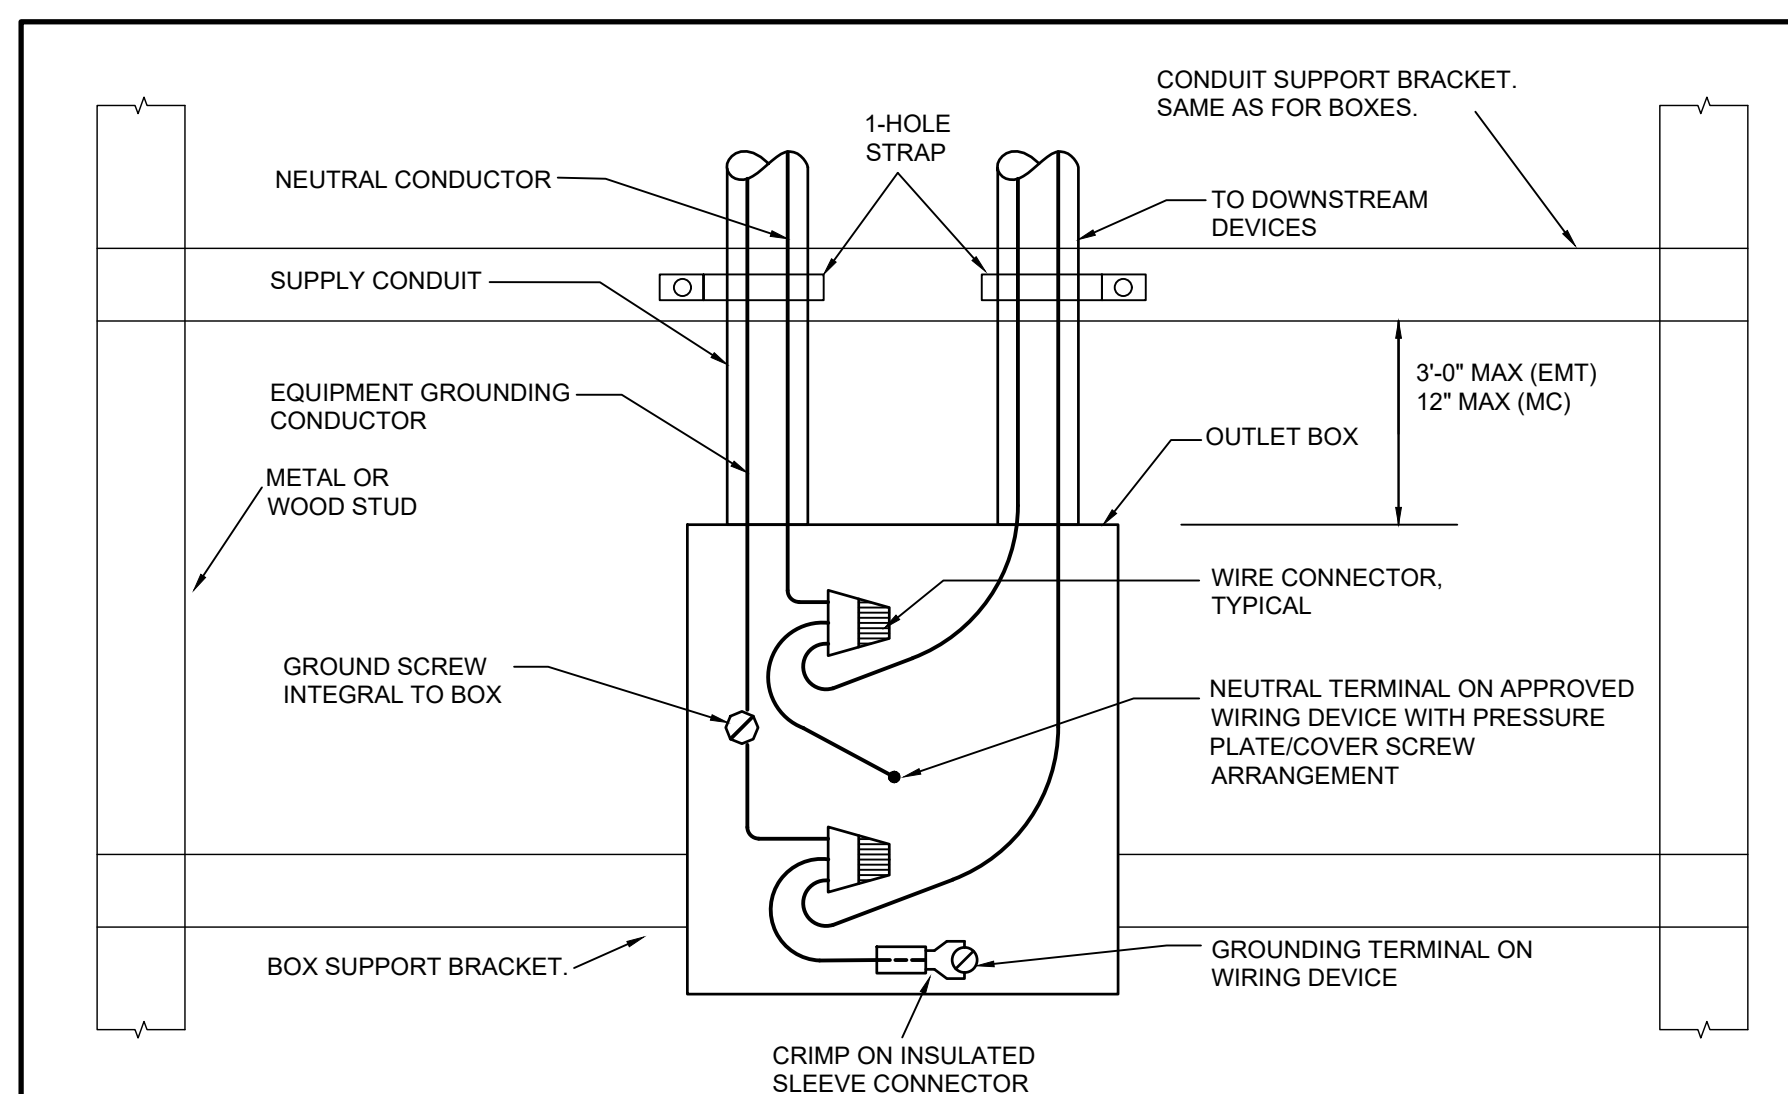 CONDUIT SUPPORT BRACKET.
SAME AS FOR BOXES.
1-HOLE
STRAP
NEUTRAL CONDUCTOR
TO DOWNSTREAM
DEVICES
SUPPLY CONDUIT
EQUIPMENT GROUNDING
CONDUCTOR
3'-0" MAX (EMT)
12" MAX (MC)
OUTLET BOX
METAL OR
WOOD STUD
WIRE CONNECTOR,
TYPICAL
GROUND SCREW
INTEGRAL TO BOX
NEUTRAL TERMINAL ON APPROVED
WIRING DEVICE WITH PRESSURE
PLATE/COVER SCREW
ARRANGEMENT
BOX SUPPORT BRACKET.
GROUNDING TERMINAL ON
WIRING DEVICE
CRIMP ON INSULATED
SLEEVE CONNECTOR